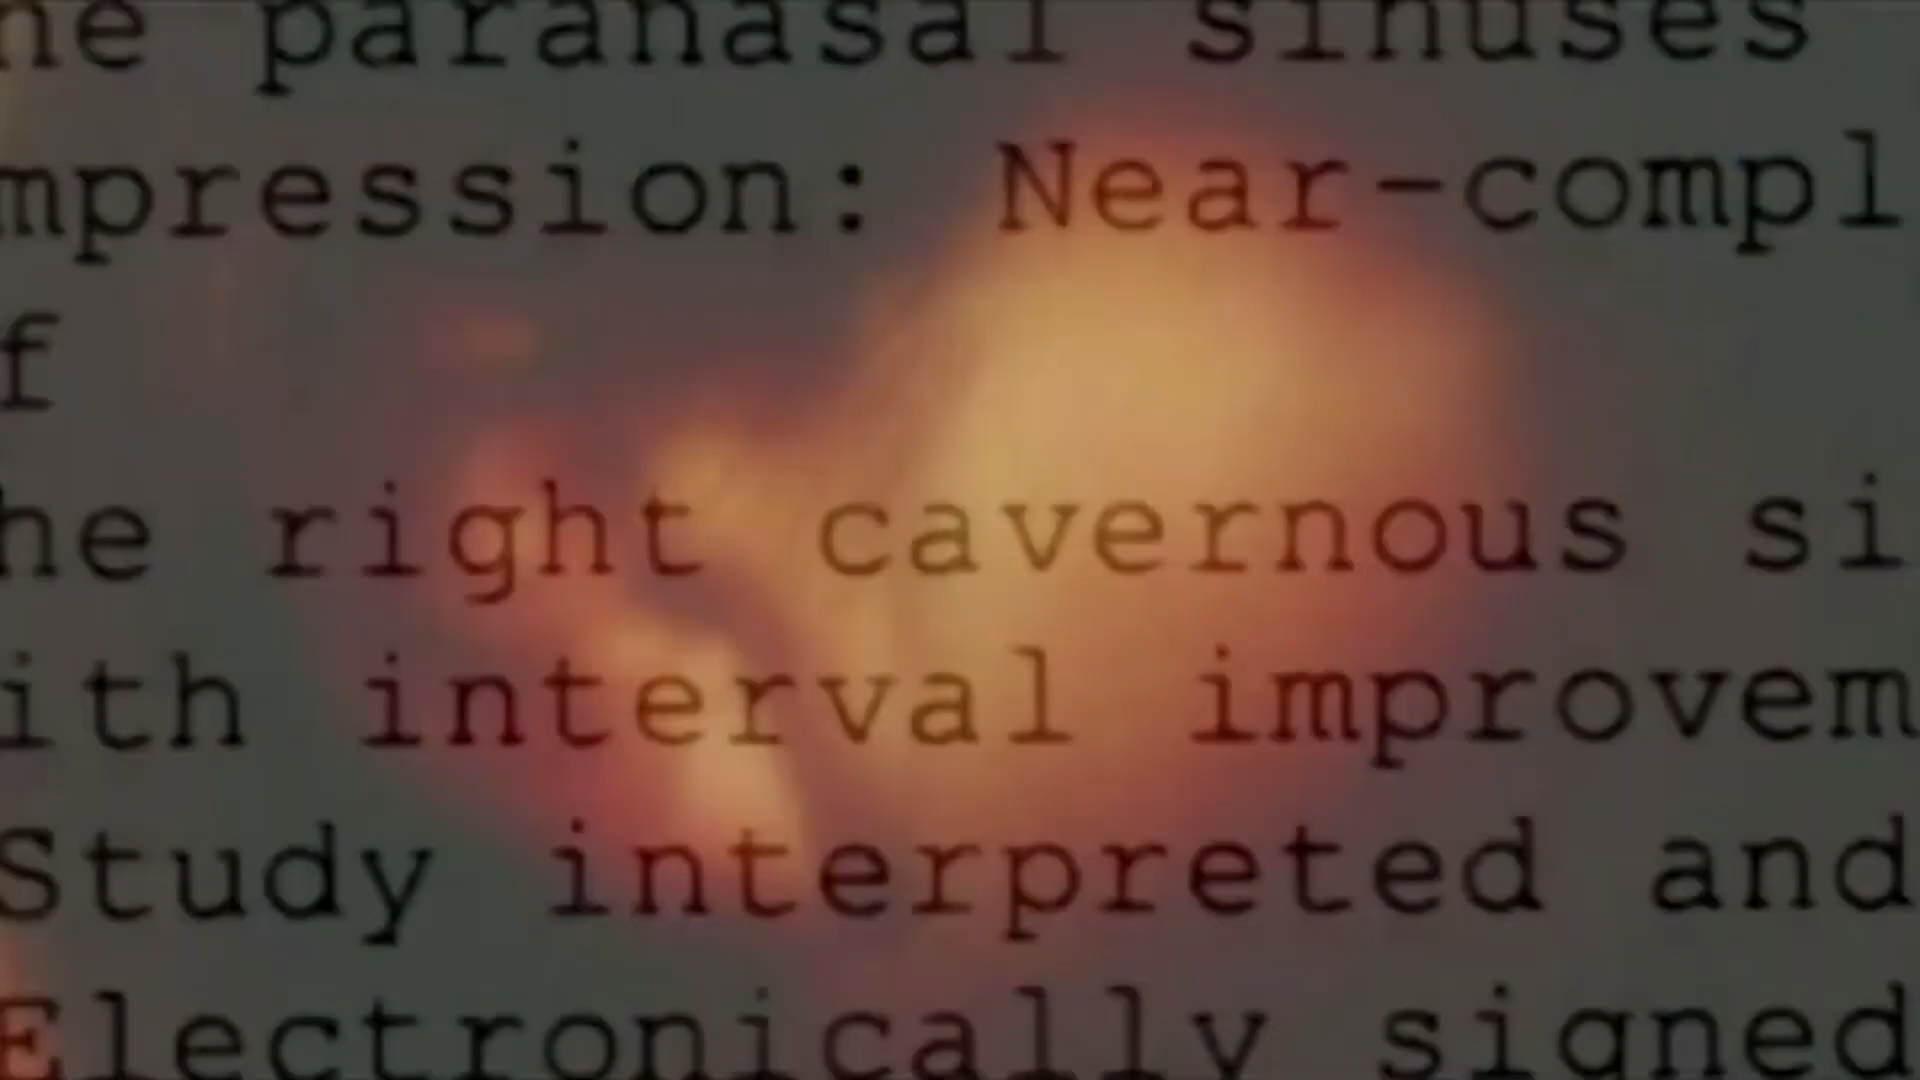 he paranasal sinuses
mpression: Near-compl
f
he right cavernous si
ith interval improvem
Study interpreted and
Electronically signed